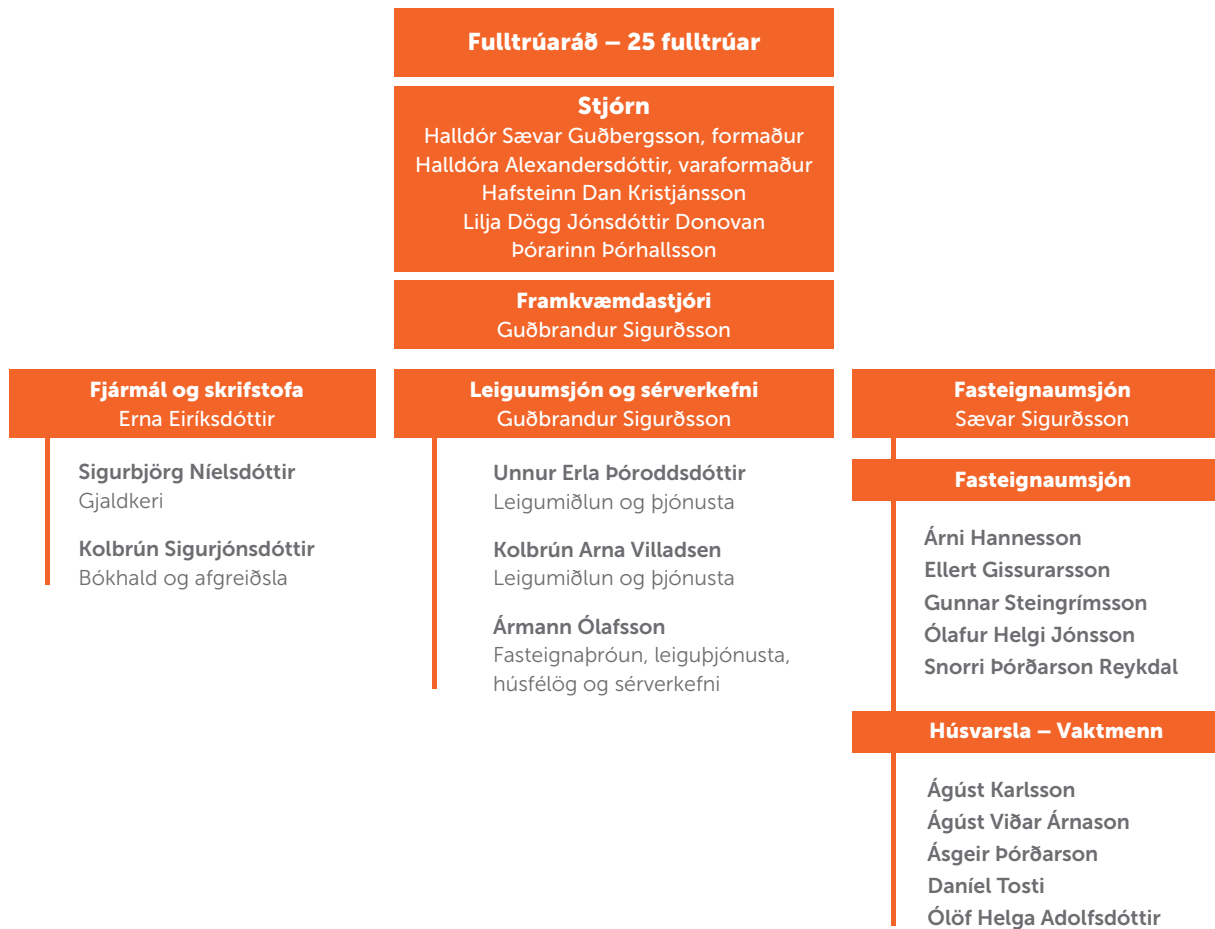 Fulltrúaráð – 25 fulltrúar
Stjórn
Halldór Sævar Guðbergsson, formaður
Halldóra Alexandersdóttir, varaformaður
Hafsteinn Dan Kristjánsson
Lilja Dögg Jónsdóttir Donovan
Þórarinn Þórhallsson
Framkvæmdastjóri
Guðbrandur Sigurðsson
Fjármál og skrifstofa
Erna Eiríksdóttir
Sigurbjörg Níelsdóttir
Gjaldkeri
Kolbrún Sigurjónsdóttir
Bókhald og afgreiðsla
Leiguumsjón og sérverkefni
Guðbrandur Sigurðsson
Unnur Erla Þóroddsdóttir
Leigumiðlun og þjónusta
Kolbrún Arna Villadsen
Leigumiðlun og þjónusta
Ármann Ólafsson
Fasteignaþróun, leiguþjónusta,
húsfélög og sérverkefni
Fasteignaumsjón
Sævar Sigurðsson
Fasteignaumsjón
Árni Hannesson
Ellert Gissurarsson
Gunnar Steingrímsson
Ólafur Helgi Jónsson
Snorri Þórðarson Reykdal
Húsvarsla – Vaktmenn
Ágúst Karlsson
Ágúst Viðar Árnason
Ásgeir Þórðarson
Daníel Tosti
Ólöf Helga Adolfsdóttir